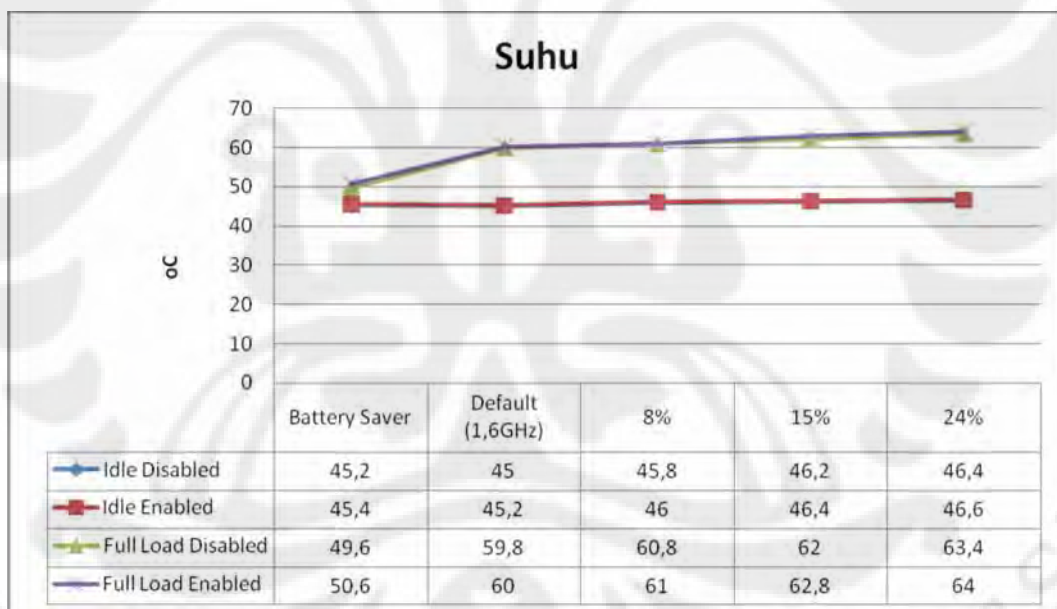 Suhu
70
60
50
40
30
20
10
0
oC
Battery Saver Default (1,6GHz) 8% 15% 24%
Idle Disabled 45,2 45 45,8 46,2 46,4
Idle Enabled 45,4 45,2 46 46,4 46,6
Full Load Disabled 49,6 59,8 60,8 62 63,4
Full Load Enabled 50,6 60 61 62,8 64